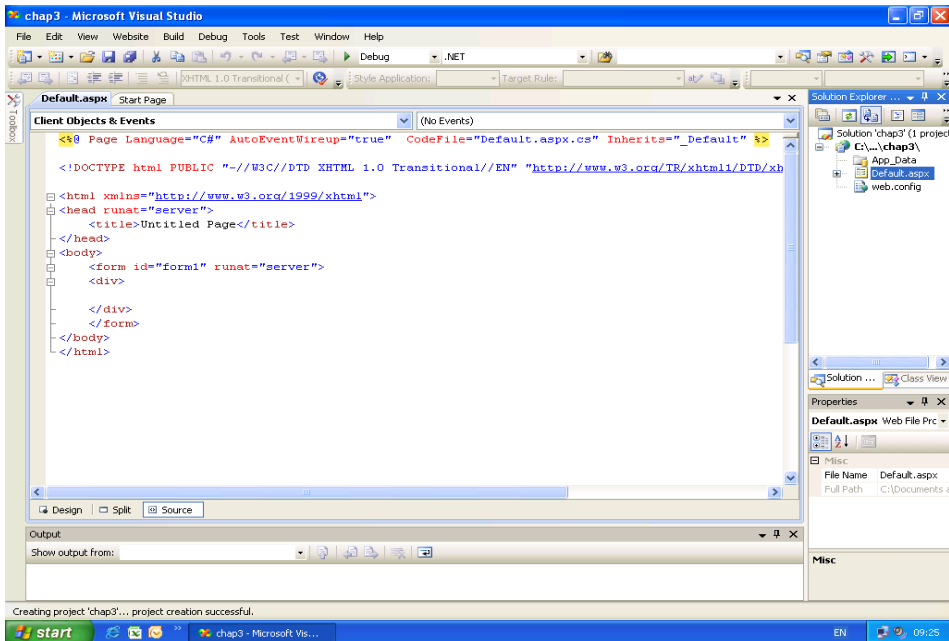 chap3 - Microsoft Visual Studio
File Edit View Website Build Debug Tools Test Window Help
Debug .NET
XHTML 1.0 Transitional ( Style Application: Target Rule:
Toolbox
Default.aspx Start Page
Client Objects & Events (No Events)
<%@ Page Language="C#" AutoEventWireup="true" CodeFile="Default.aspx.cs" Inherits="_Default" %>
<!DOCTYPE html PUBLIC "-//W3C//DTD XHTML 1.0 Transitional//EN" "http://www.w3.org/TR/xhtml1/DTD/xh
<html xmlns="http://www.w3.org/1999/xhtml">
<head runat="server">
<title>Untitled Page</title>
</head>
<body>
<form id="form1" runat="server">
<div>
</div>
</form>
</body>
</html>
Design Split Source
Output
Show output from:
Creating project 'chap3'... project creation successful.
Solution Explorer ...
Solution 'chap3' (1 project
C:\...\chap3\
App_Data
Default.aspx
web.config
Solution ... Class View
Properties
Default.aspx Web File Prc
Misc
File Name Default.aspx
Full Path C:\Documents a
Misc
start chap3 - Microsoft Vis... EN 09:25